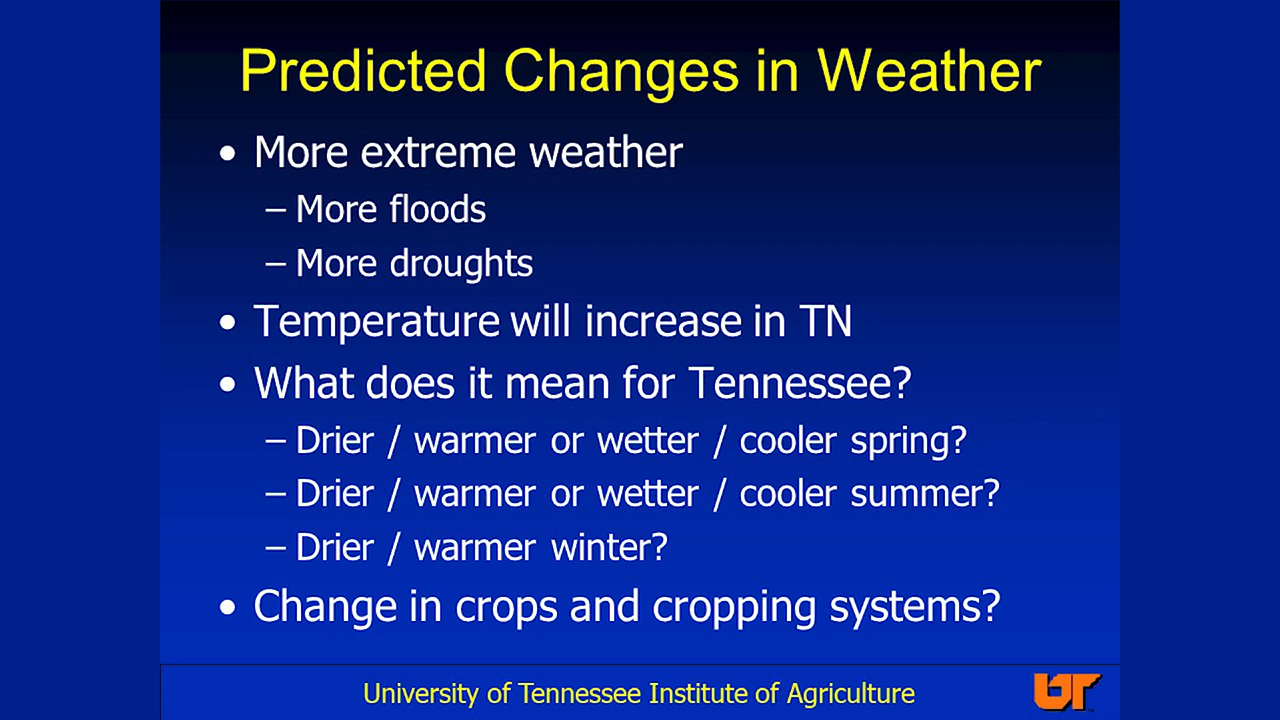 Predicted Changes in Weather
• More extreme weather
– More floods
– More droughts
• Temperature will increase in TN
• What does it mean for Tennessee?
– Drier / warmer or wetter / cooler spring?
– Drier / warmer or wetter / cooler summer?
– Drier / warmer winter?
• Change in crops and cropping systems?
University of Tennessee Institute of Agriculture
UT